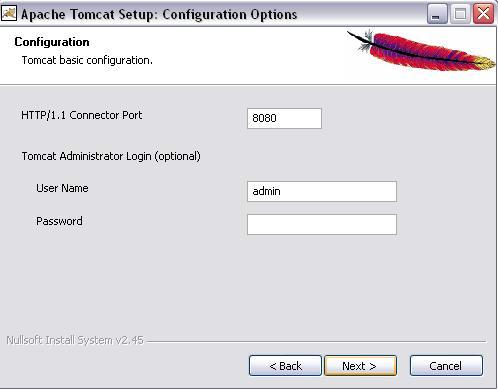 Apache Tomcat Setup: Configuration Options
Configuration
Tomcat basic configuration.
HTTP/1.1 Connector Port
8080
Tomcat Administrator Login (optional)
User Name
admin
Password
Nullsoft Install System v2.45
< Back
Next >
Cancel